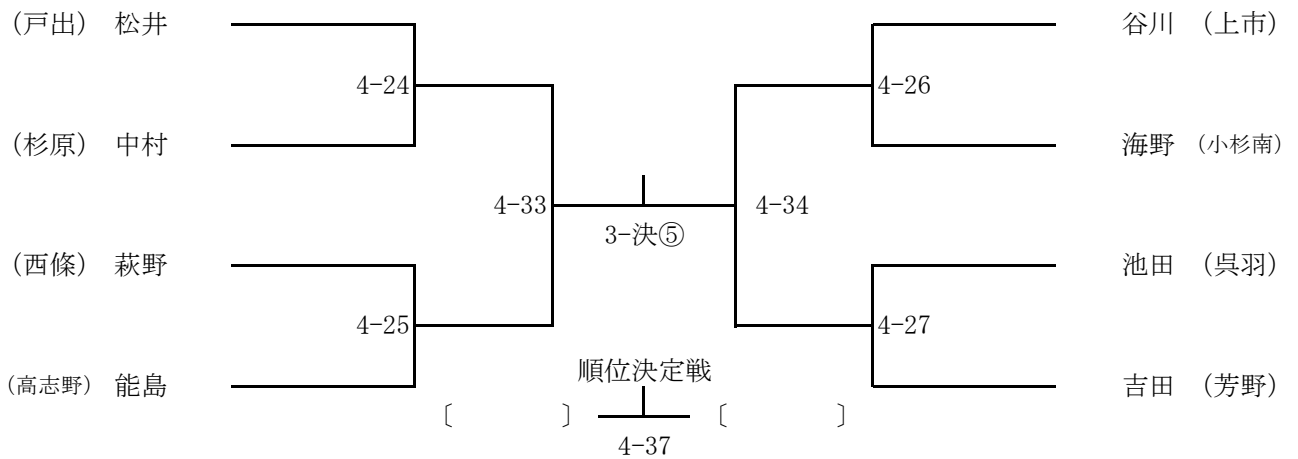 (戸出) 松井
谷川 (上市)
4-24
4-26
(杉原) 中村
海野 (小杉南)
4-33
4-34
3-決⑤
(西條) 萩野
池田 (呉羽)
4-25
4-27
順位決定戦
(高志野) 能島
吉田 (芳野)
〔 〕 〔 〕
4-37